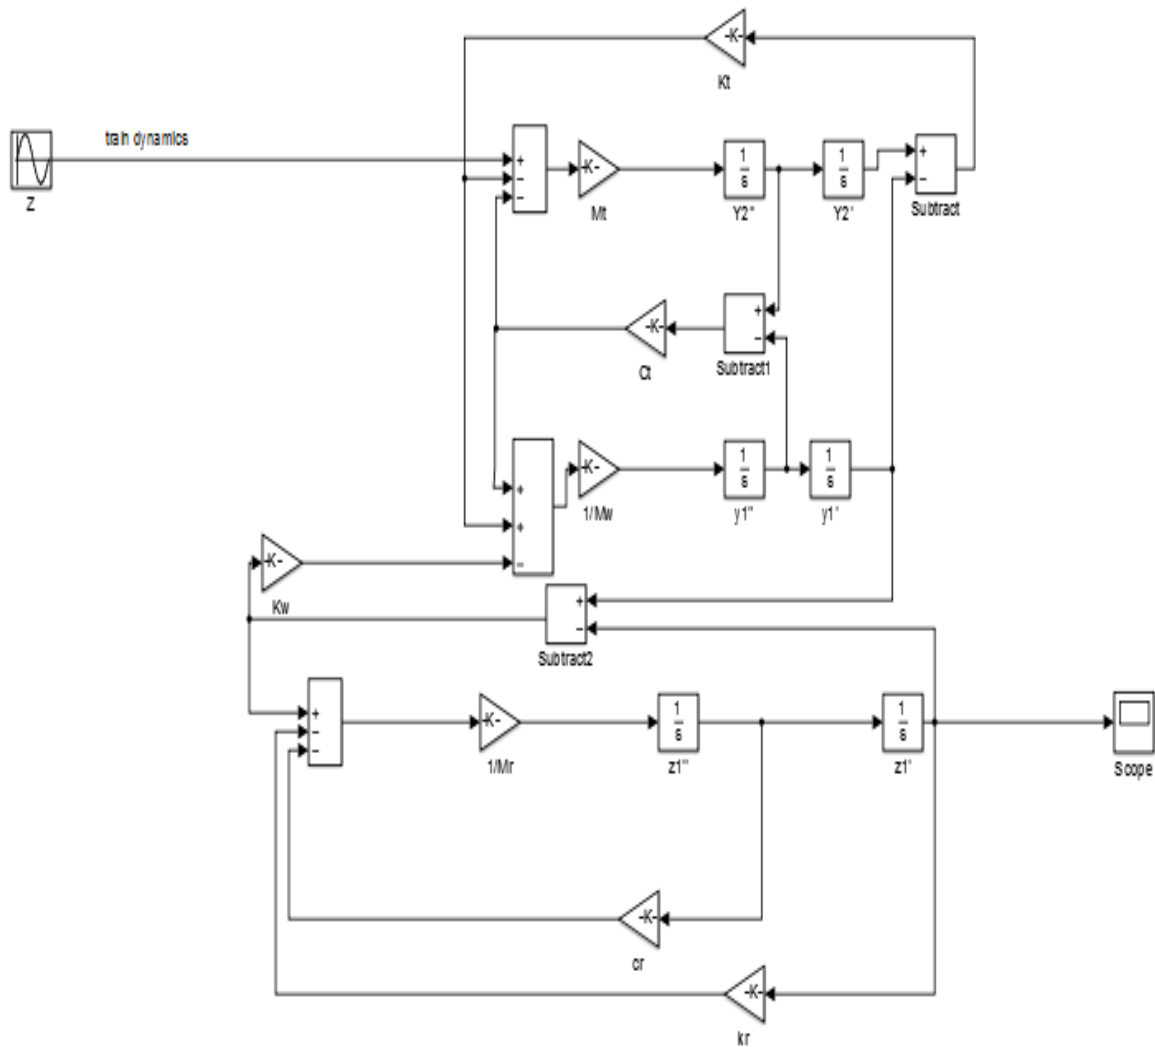 -K-
Kt
train dynamics
Z
+
−
−
-K-
Mt
1
s
Y2''
1
s
Y2'
+
−
Subtract
-K-
Ct
+
−
Subtract1
+
+
−
-K-
1/Mw
1
s
y1''
1
s
y1'
-K-
Kw
+
−
Subtract2
+
−
−
-K-
1/Mr
1
s
z1''
1
s
z1'
Scope
-K-
cr
-K-
kr